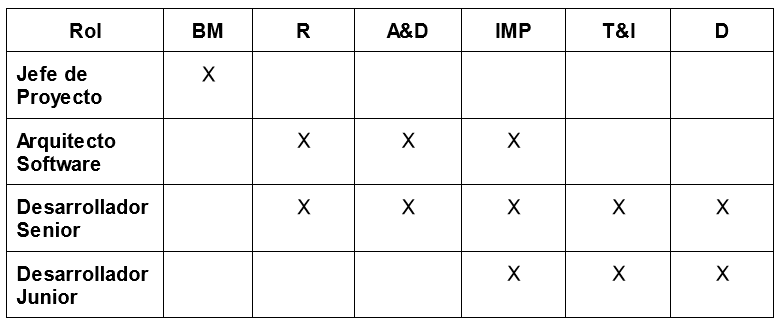 Rol BM R A&D IMP T&I D
Jefe de X
Proyecto
Arquitecto X X X
Software
Desarrollador X X X X X
Senior
Desarrollador X X X
Junior